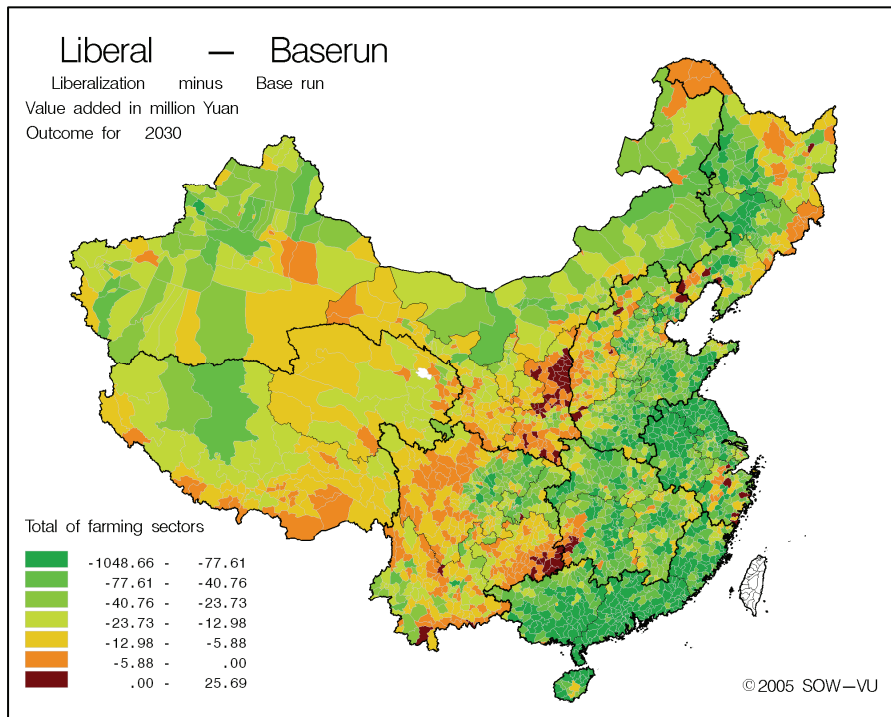 Liberal — Baserun
Liberalization minus Base run
Value added in million Yuan
Outcome for 2030
Total of farming sectors
-1048.66 - -77.61
-77.61 - -40.76
-40.76 - -23.73
-23.73 - -12.98
-12.98 - -5.88
-5.88 - .00
.00 - 25.69
© 2005 SOW—VU